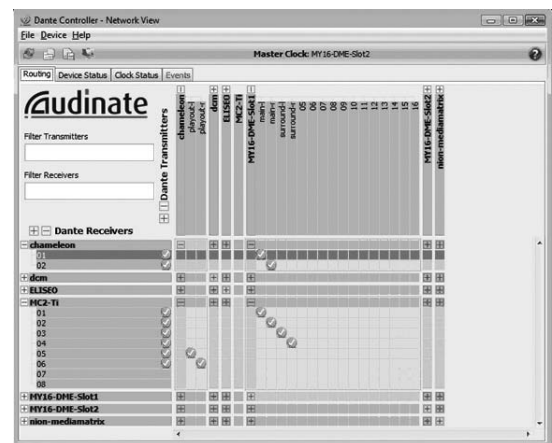 Dante Controller - Network View
File Device Help
Master Clock: MY16-DME-Slot2
Routing Device Status Clock Status Events
Audinate
Filter Transmitters
Filter Receivers
Dante Transmitters
chameleon
playout-l
playout-r
dcm
ELISEO
MC2-Ti
MY16-DME-Slot1
main-l
main-r
surround-l
surround-r
05
06
07
08
09
10
11
12
13
14
15
16
MY16-DME-Slot2
nion-mediamatrix
Dante Receivers
chameleon
01
02
dcm
ELISEO
MC2-Ti
01
02
03
04
05
06
07
08
MY16-DME-Slot1
MY16-DME-Slot2
nion-mediamatrix